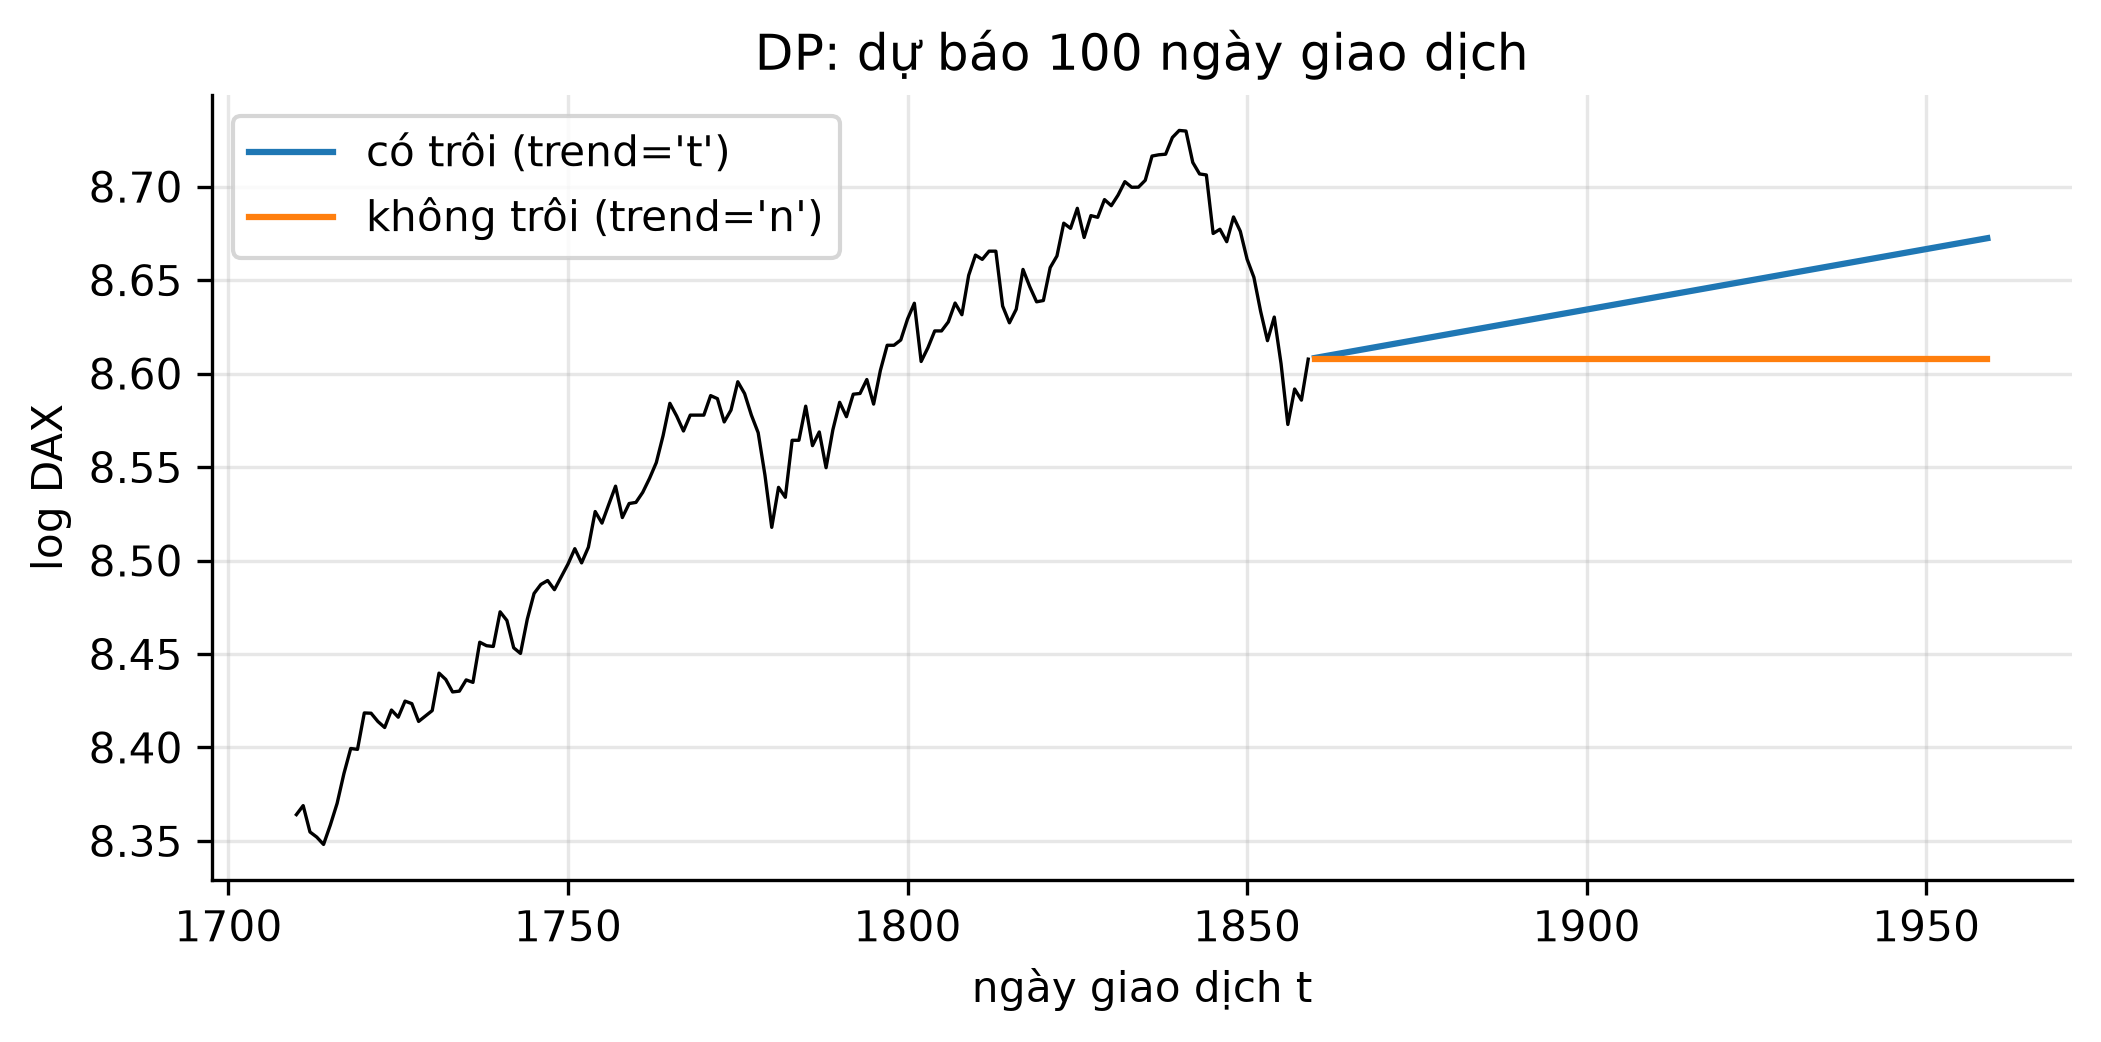 DP: dự báo 100 ngày giao dịch
có trôi (trend='t')
không trôi (trend='n')
log DAX
8.70
8.65
8.60
8.55
8.50
8.45
8.40
8.35
1700 1750 1800 1850 1900 1950
ngày giao dịch t